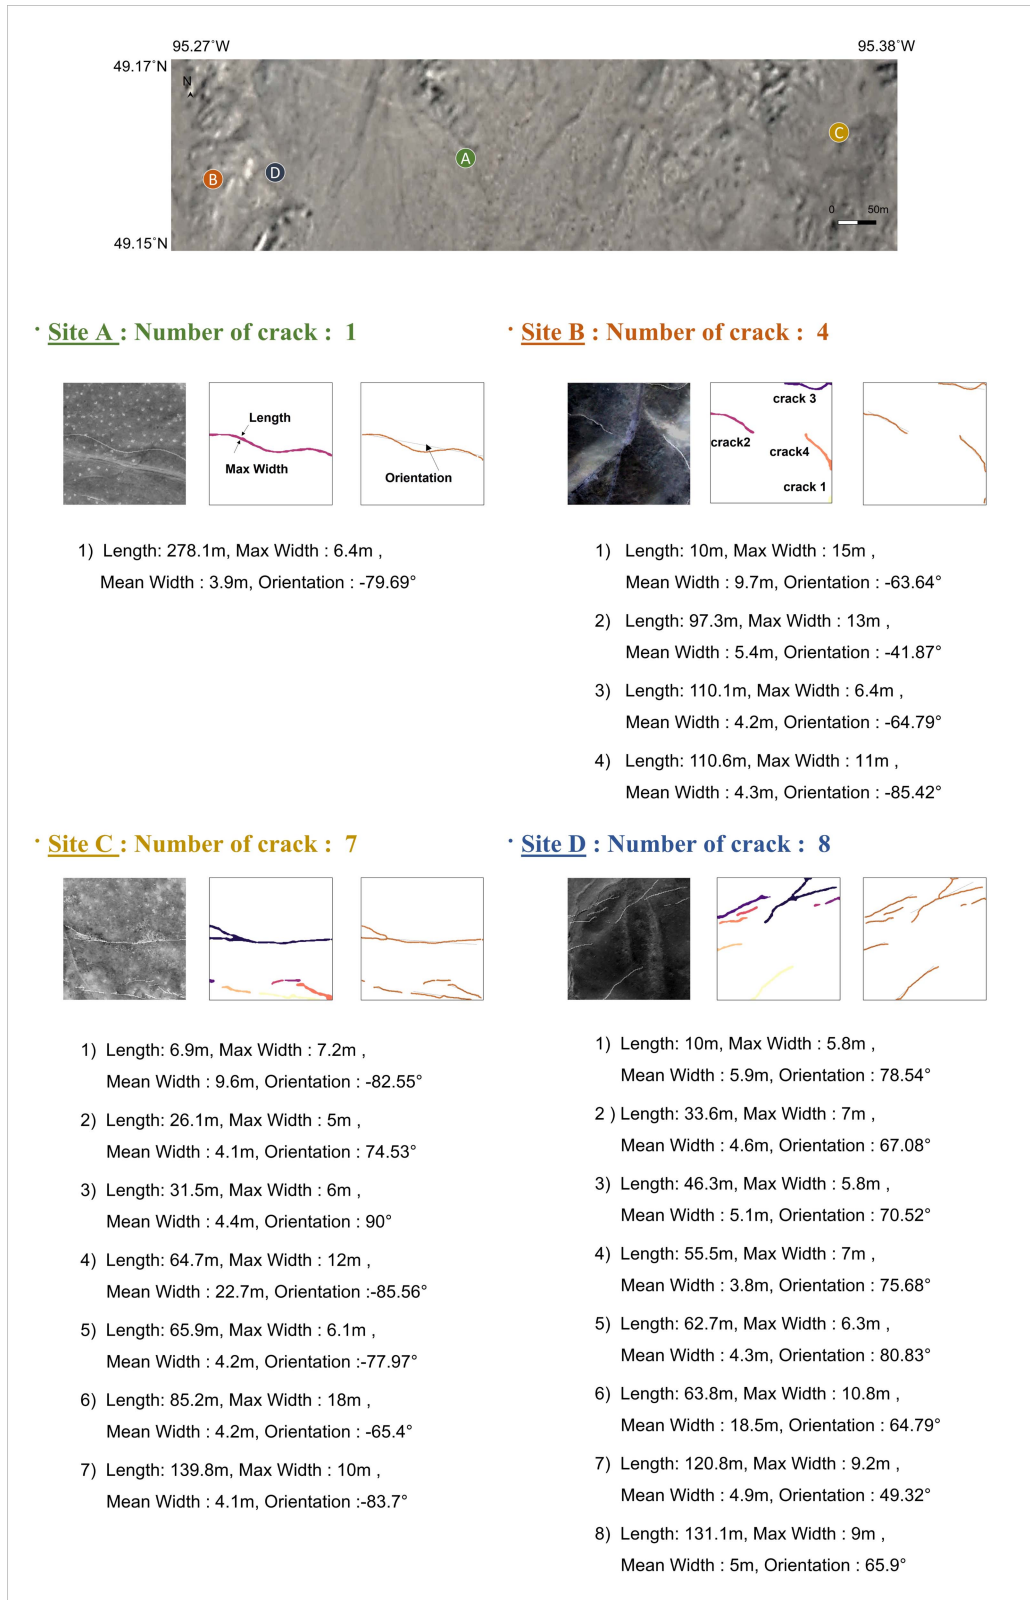 95.27°W 95.38°W
49.17°N
N
C
A
D
B
0 50m
49.15°N
· Site A : Number of crack : 1
Length
Max Width
Orientation
1) Length: 278.1m, Max Width : 6.4m ,
Mean Width : 3.9m, Orientation : -79.69°
· Site B : Number of crack : 4
crack 3
crack2
crack4
crack 1
1) Length: 10m, Max Width : 15m ,
Mean Width : 9.7m, Orientation : -63.64°
2) Length: 97.3m, Max Width : 13m ,
Mean Width : 5.4m, Orientation : -41.87°
3) Length: 110.1m, Max Width : 6.4m ,
Mean Width : 4.2m, Orientation : -64.79°
4) Length: 110.6m, Max Width : 11m ,
Mean Width : 4.3m, Orientation : -85.42°
· Site C : Number of crack : 7
1) Length: 6.9m, Max Width : 7.2m ,
Mean Width : 9.6m, Orientation : -82.55°
2) Length: 26.1m, Max Width : 5m ,
Mean Width : 4.1m, Orientation : 74.53°
3) Length: 31.5m, Max Width : 6m ,
Mean Width : 4.4m, Orientation : 90°
4) Length: 64.7m, Max Width : 12m ,
Mean Width : 22.7m, Orientation :-85.56°
5) Length: 65.9m, Max Width : 6.1m ,
Mean Width : 4.2m, Orientation :-77.97°
6) Length: 85.2m, Max Width : 18m ,
Mean Width : 4.2m, Orientation : -65.4°
7) Length: 139.8m, Max Width : 10m ,
Mean Width : 4.1m, Orientation :-83.7°
· Site D : Number of crack : 8
1) Length: 10m, Max Width : 5.8m ,
Mean Width : 5.9m, Orientation : 78.54°
2 ) Length: 33.6m, Max Width : 7m ,
Mean Width : 4.6m, Orientation : 67.08°
3) Length: 46.3m, Max Width : 5.8m ,
Mean Width : 5.1m, Orientation : 70.52°
4) Length: 55.5m, Max Width : 7m ,
Mean Width : 3.8m, Orientation : 75.68°
5) Length: 62.7m, Max Width : 6.3m ,
Mean Width : 4.3m, Orientation : 80.83°
6) Length: 63.8m, Max Width : 10.8m ,
Mean Width : 18.5m, Orientation : 64.79°
7) Length: 120.8m, Max Width : 9.2m ,
Mean Width : 4.9m, Orientation : 49.32°
8) Length: 131.1m, Max Width : 9m ,
Mean Width : 5m, Orientation : 65.9°